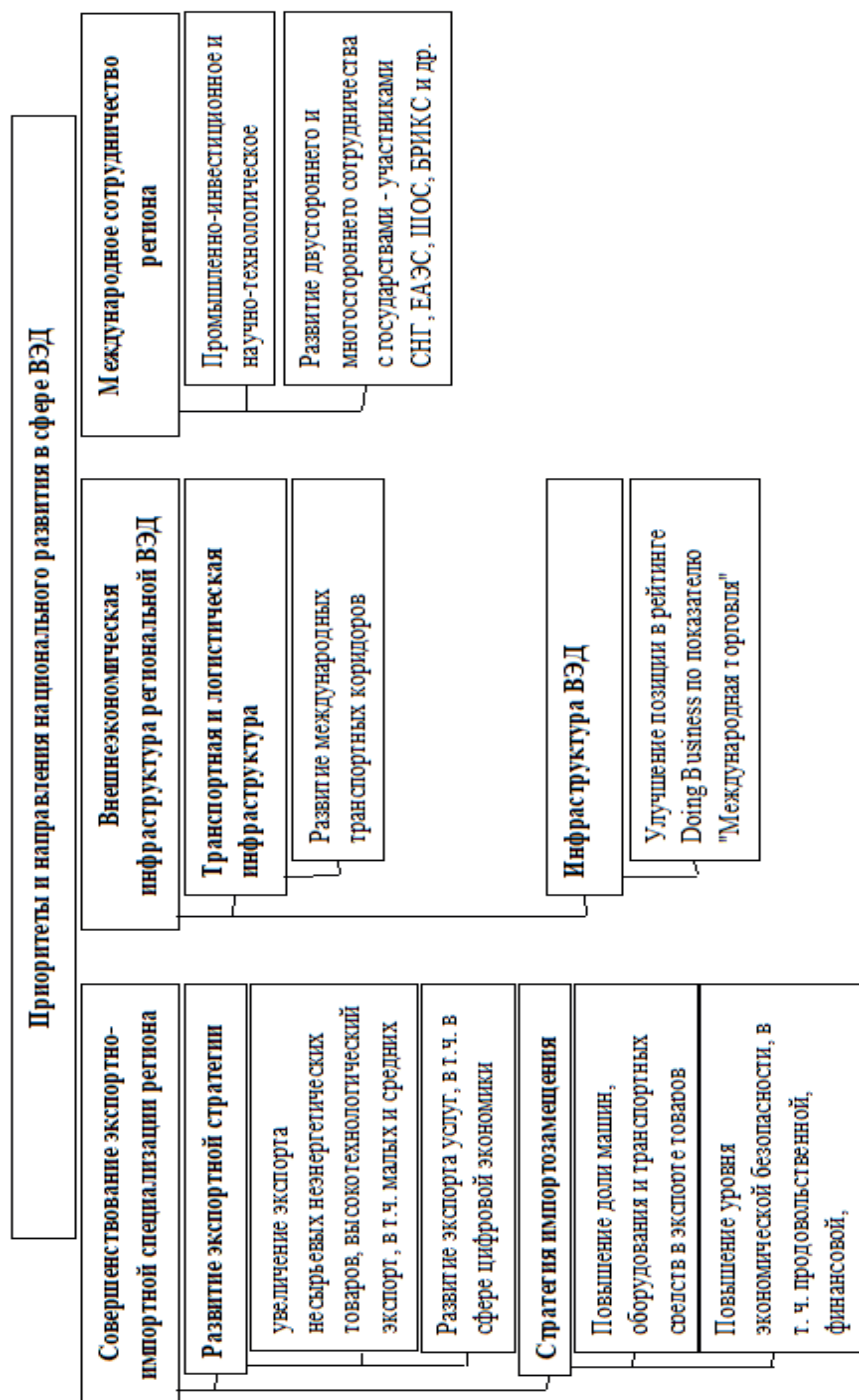 Приоритеты и направления национального развития в сфере ВЭД
Совершенствование экспортно-
импортной специализации региона
Развитие экспортной стратегии
увеличение экспорта
несырьевых неэнергетических
товаров, высокотехнологический
экспорт, в т.ч. малых и средних
Развитие экспорта услуг, в т.ч. в
сфере цифровой экономики
Стратегия импортозамещения
Повышение доли машин,
оборудования и транспортных
средств в экспорте товаров
Повышение уровня
экономической безопасности, в
т. ч. продовольственной,
финансовой,
Внешнеэкономическая
инфраструктура региональной ВЭД
Транспортная и логистическая
инфраструктура
Развитие международных
транспортных коридоров
Инфраструктура ВЭД
Улучшение позиции в рейтинге
Doing Business по показателю
"Международная торговля"
Международное сотрудничество
региона
Промышленно-инвестиционное и
научно-технологическое
Развитие двустороннего и
многостороннего сотрудничества
с государствами - участниками
СНГ, ЕАЭС, ШОС, БРИКС и др.